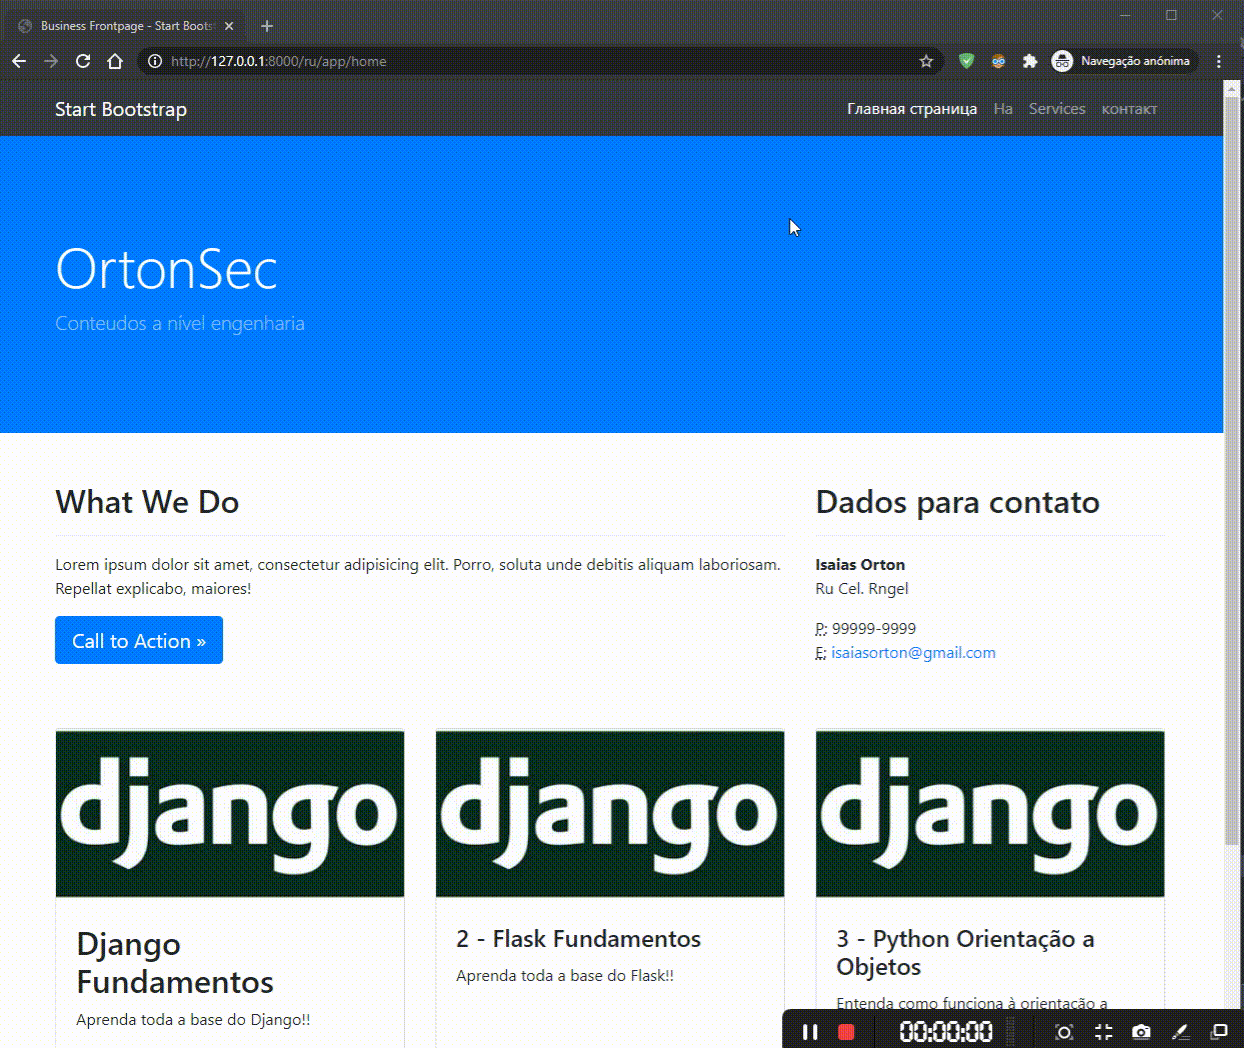 Business Frontpage - Start Boots
http://127.0.0.1:8000/ru/app/home
Navegação anónima
Start Bootstrap
Главная страница
На
Services
контакт
OrtonSec
Conteudos a nivel engenharia
What We Do
Lorem ipsum dolor sit amet, consectetur adipisicing elit. Porro, soluta unde debitis aliquam laboriosam.
Repellat explicabo, maiores!
Call to Action »
Dados para contato
Isaias Orton
Ru Cel. Rngel
P: 99999-9999
E: isaiasorton@gmail.com
django
django
django
Django
Fundamentos
Aprenda toda a base do Django!!
2 - Flask Fundamentos
Aprenda toda a base do Flask!!
3 - Python Orientação a
Objetos
Entenda como funciona à orientação a
00:00:00